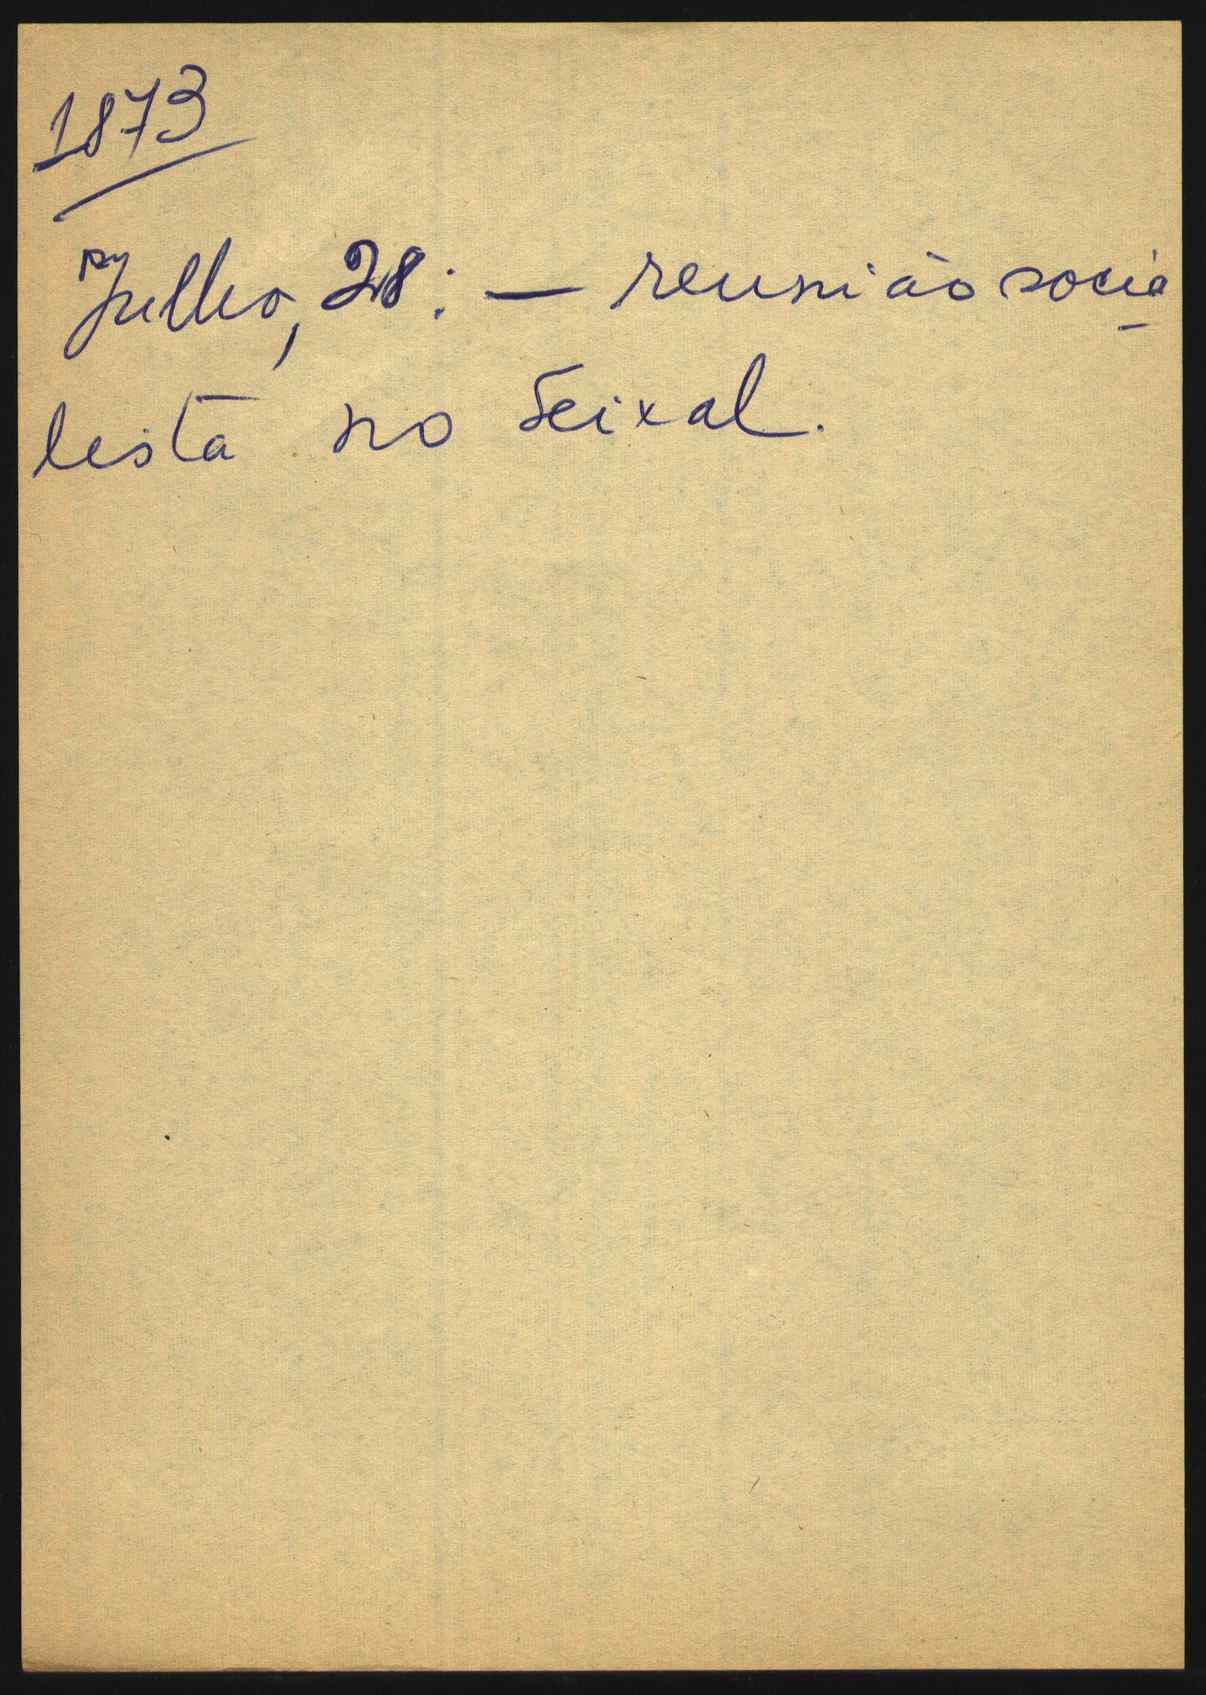 1873
Julho, 28: — reunião socia
lista no Seixal.